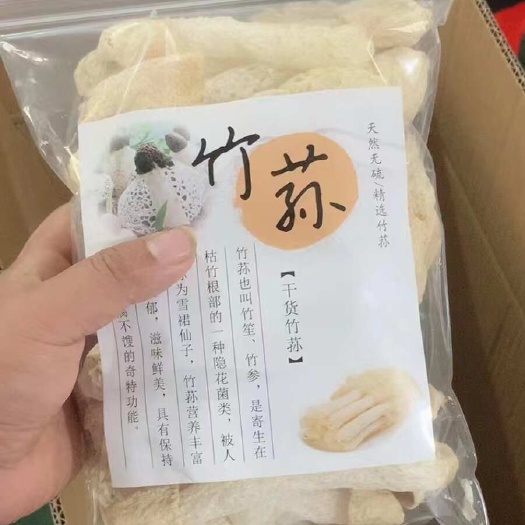 竹荪
天然无硫/精选竹荪
【干货竹荪】
竹荪也叫竹笙、竹参，是寄生在
枯竹根部的一种隐花菌类，被人
为雪裙仙子，竹荪营养丰富
郁，滋味鲜美，具有保持
不馊的奇特功能。